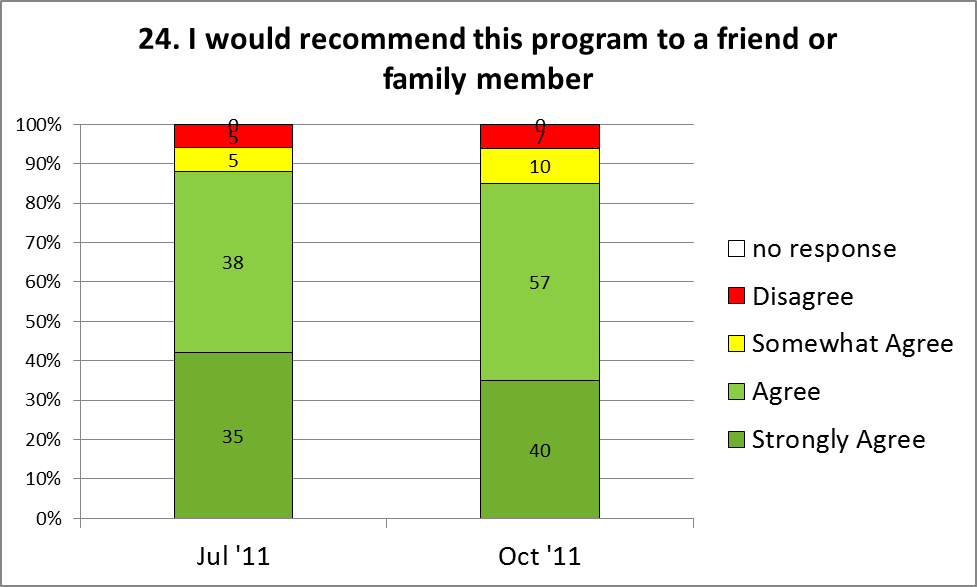 24. I would recommend this program to a friend or
family member
100%
90%
80%
70%
60%
50%
40%
30%
20%
10%
0%
0
5
5
38
35
0
7
10
57
40
Jul '11
Oct '11
no response
Disagree
Somewhat Agree
Agree
Strongly Agree